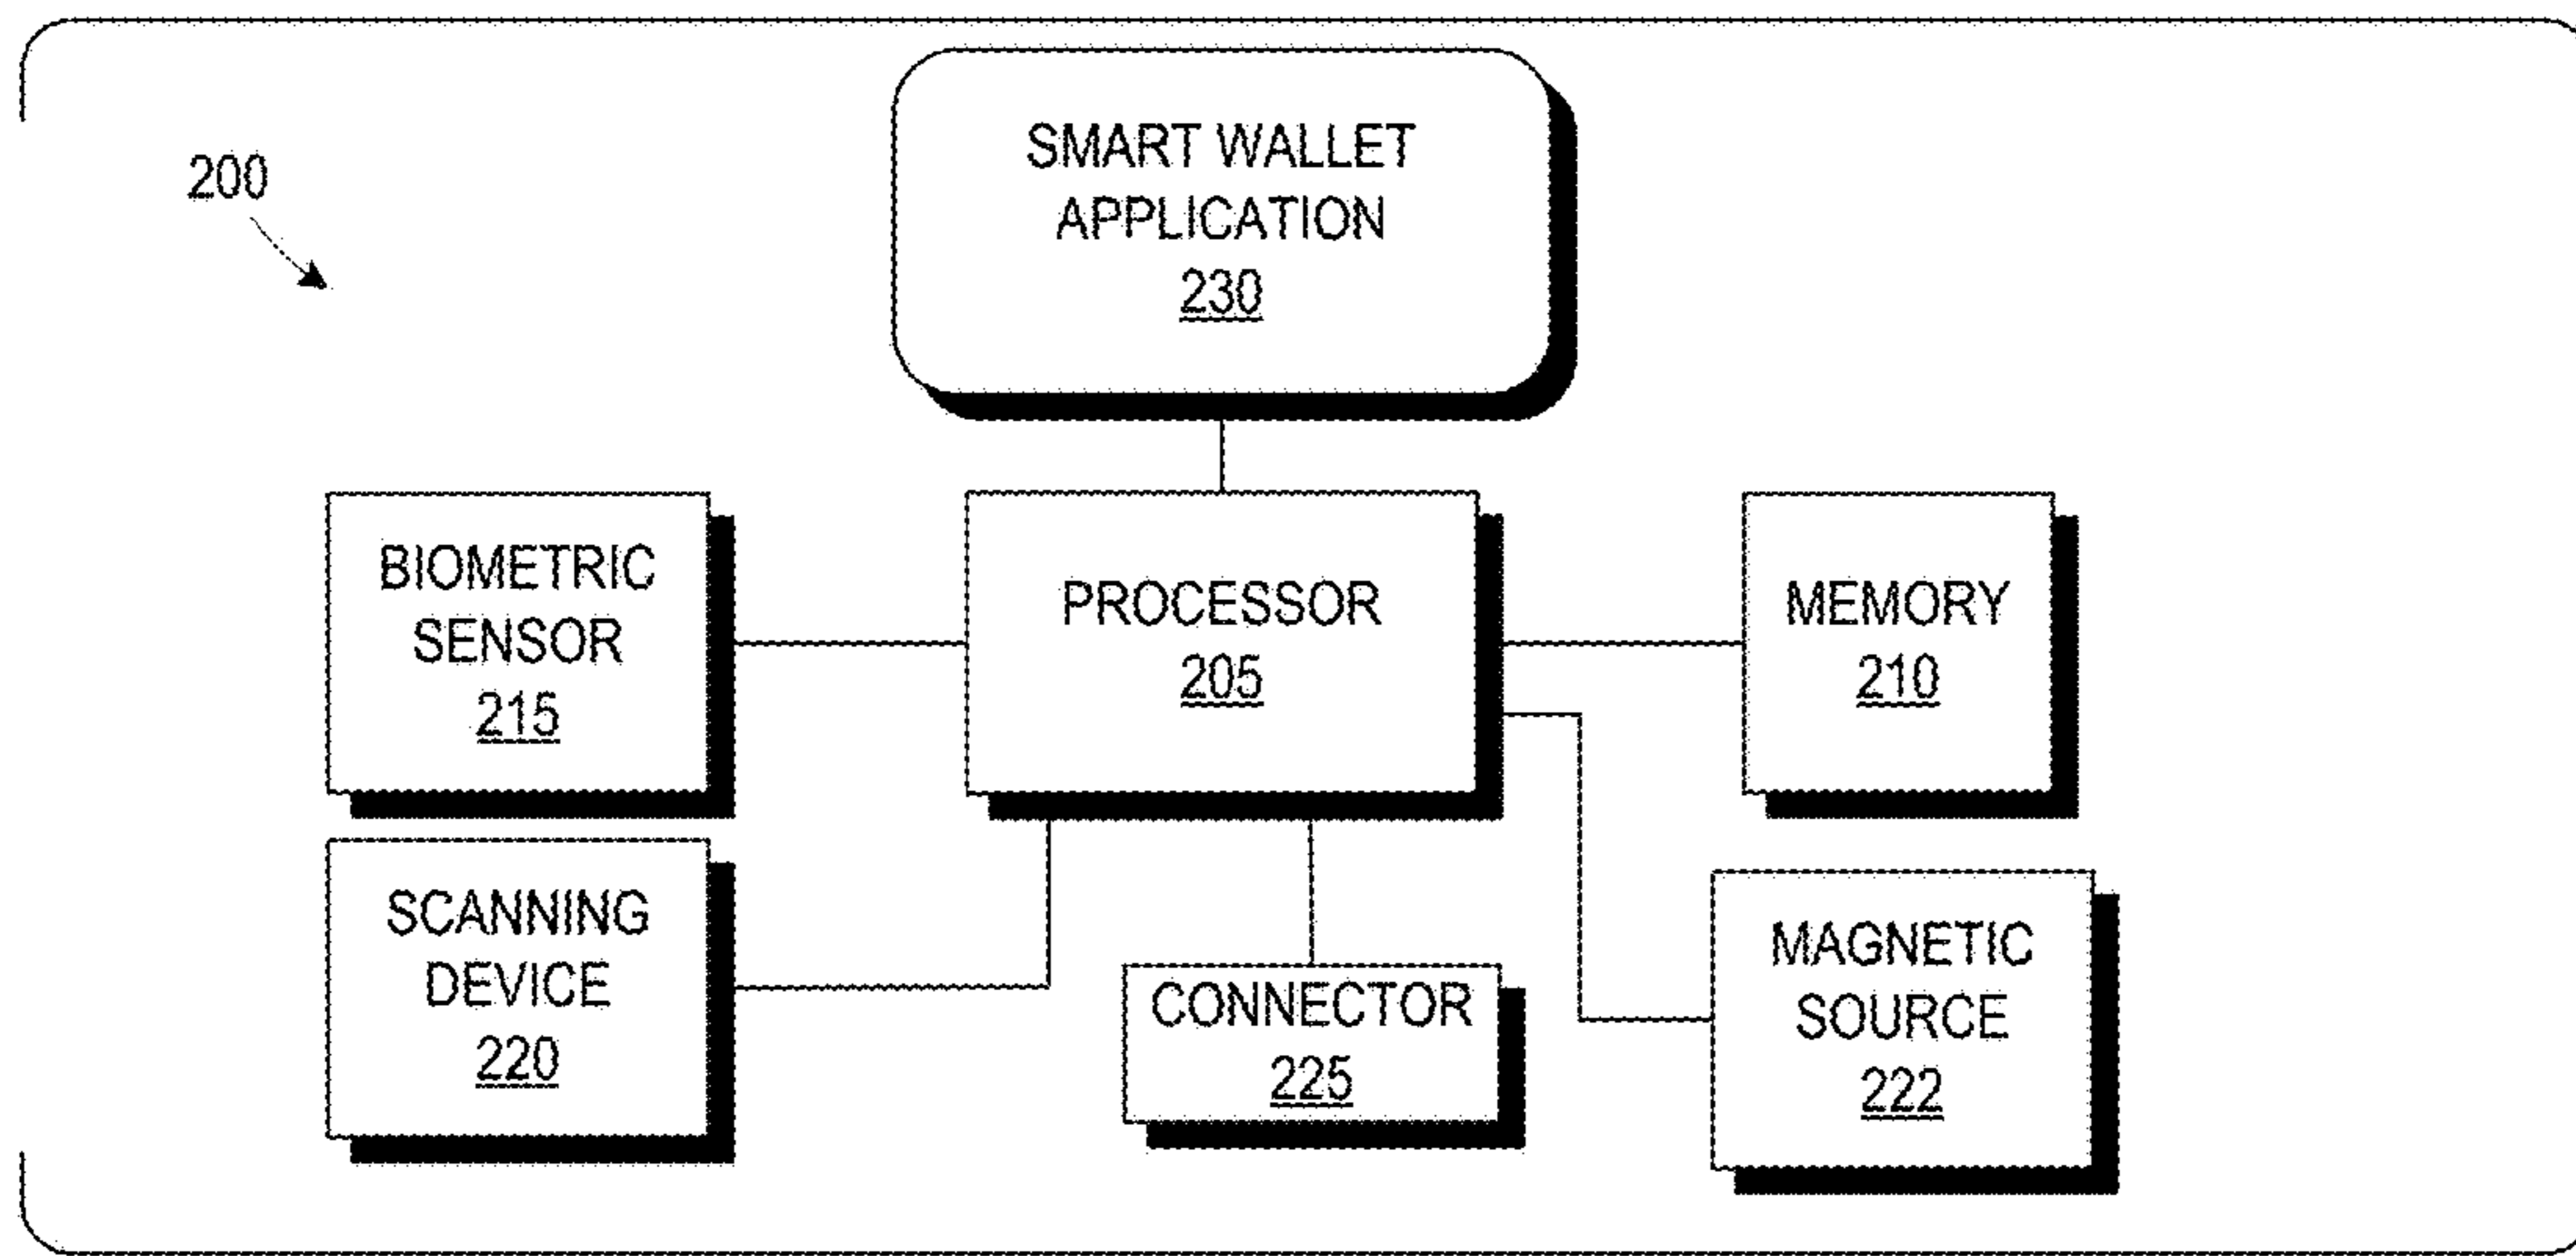 200
SMART WALLET
APPLICATION
230
BIOMETRIC
SENSOR
215
PROCESSOR
205
MEMORY
210
SCANNING
DEVICE
220
CONNECTOR
225
MAGNETIC
SOURCE
222